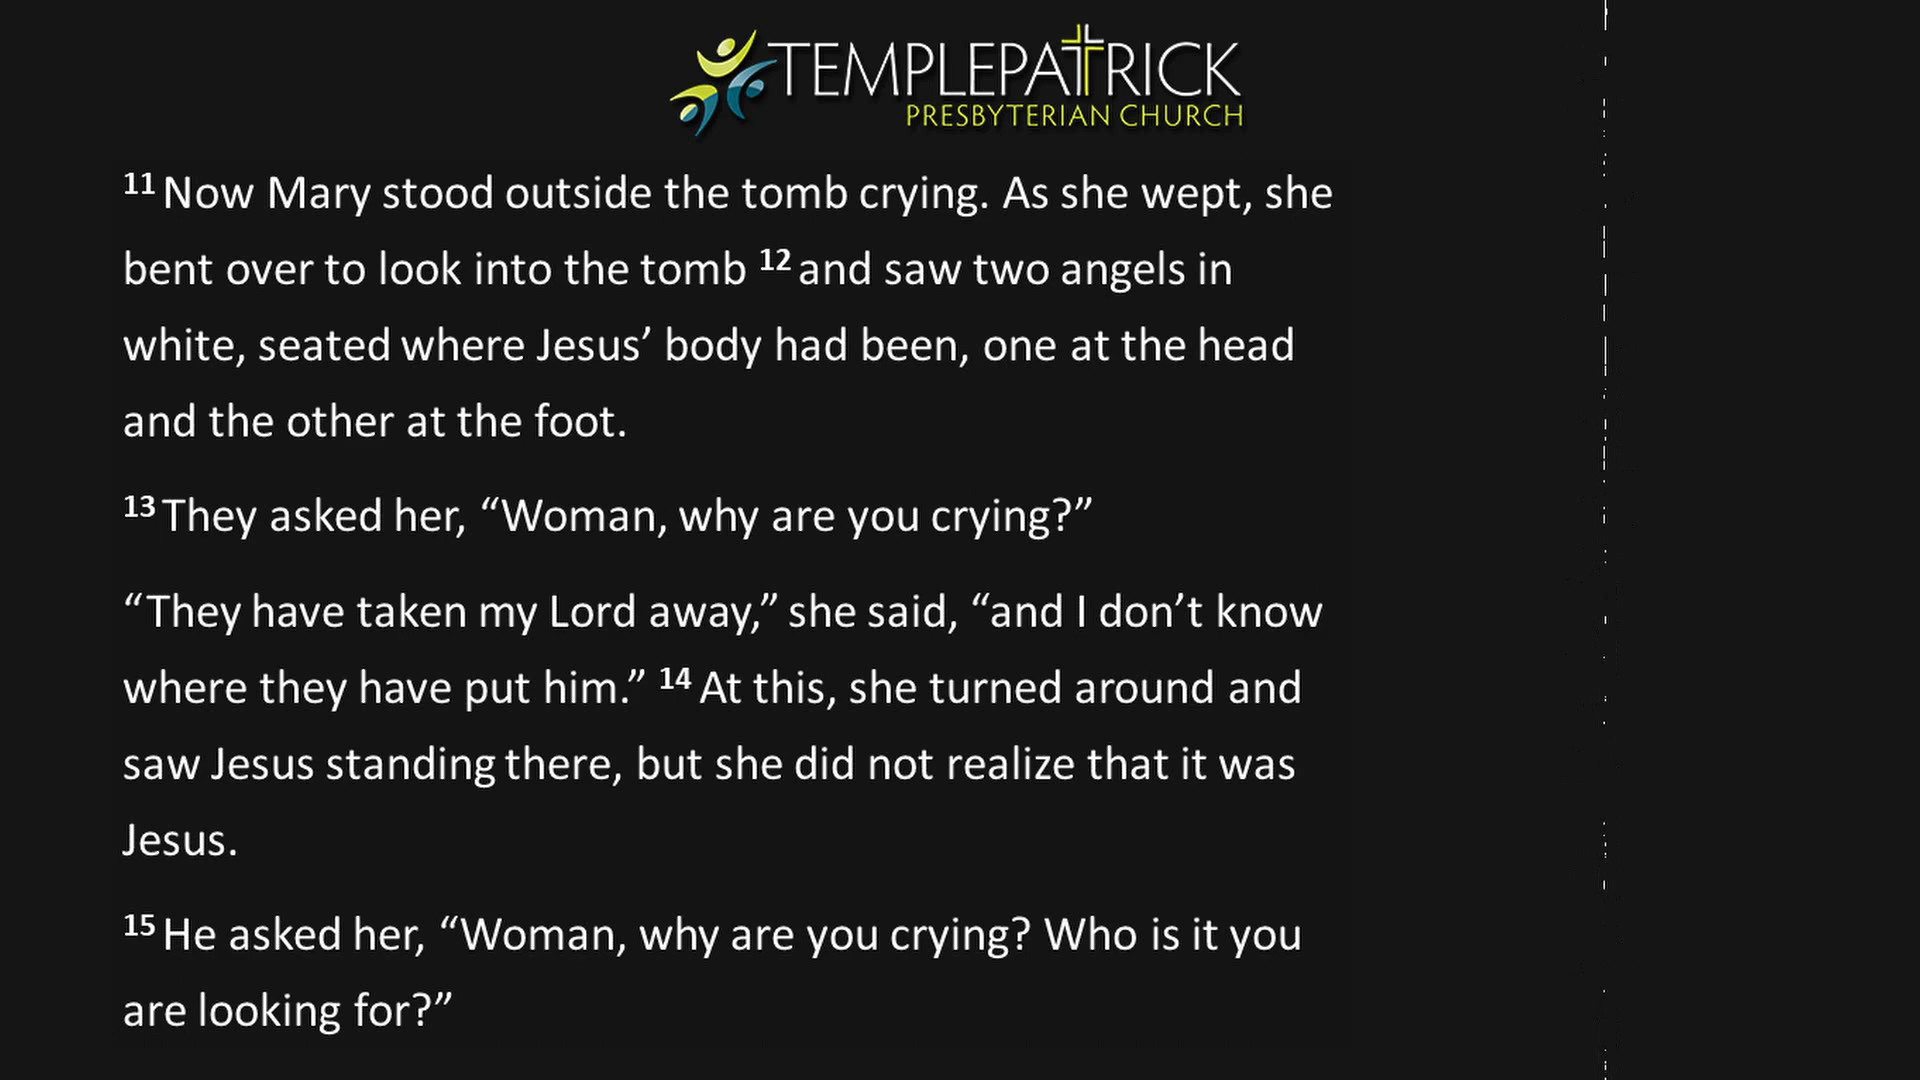 TEMPLEPATRICK
PRESBYTERIAN CHURCH
11 Now Mary stood outside the tomb crying. As she wept, she
bent over to look into the tomb 12 and saw two angels in
white, seated where Jesus’ body had been, one at the head
and the other at the foot.
13 They asked her, “Woman, why are you crying?”
“They have taken my Lord away,” she said, “and I don’t know
where they have put him.” 14 At this, she turned around and
saw Jesus standing there, but she did not realize that it was
Jesus.
15 He asked her, “Woman, why are you crying? Who is it you
are looking for?”